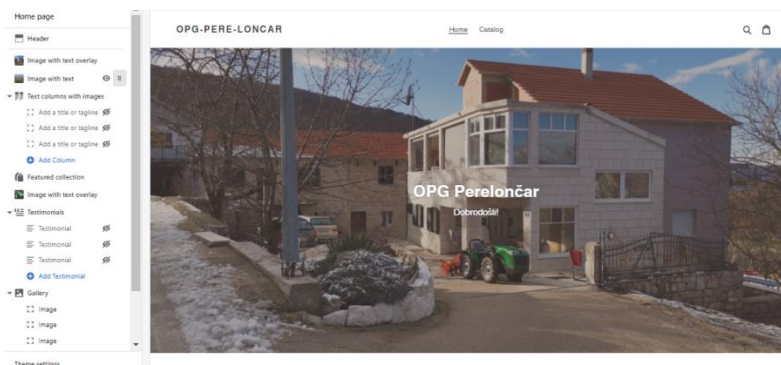 Home page
Header
Image with text overlay
Image with text
Text columns with images
Add a title or tagline
Add a title or tagline
Add a title or tagline
Add Column
Featured collection
Image with text overlay
Testimonials
Testimonial
Testimonial
Testimonial
Add Testimonial
Gallery
Image
Image
Image
Theme settings
OPG-PERE-LONCAR
Home Catalog
OPG Perelončar
Dobrodošli!